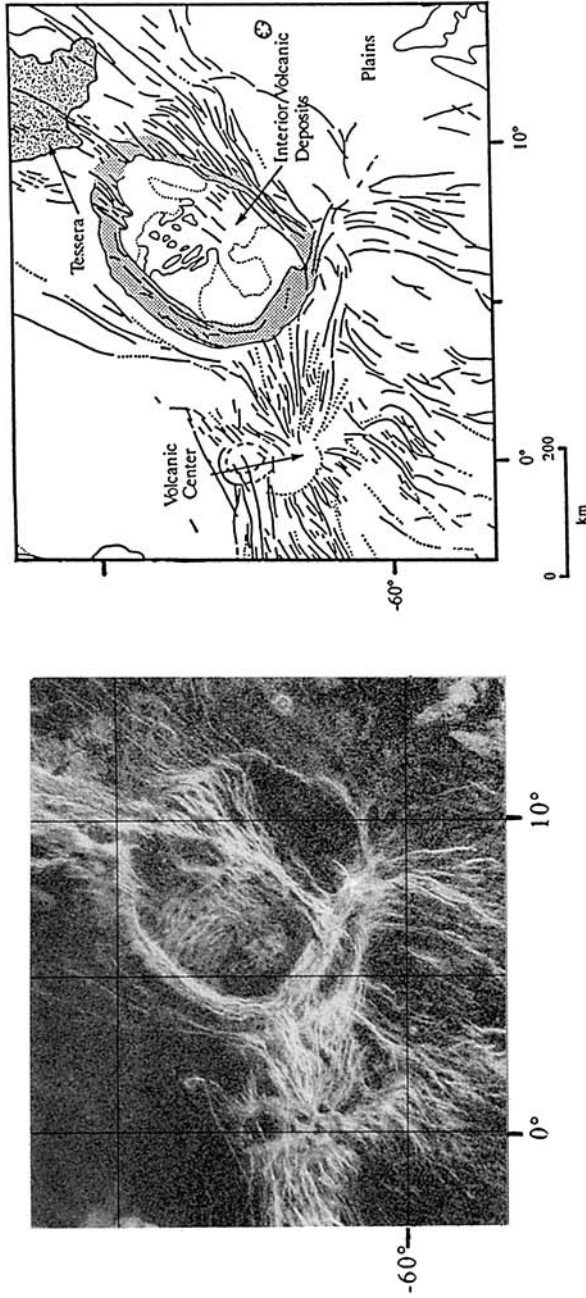 -60°
0°
10°
Tessera
Interior/Volcanic
Deposits
Plains
Volcanic
Center
-60°
0°
10°
0
200
km